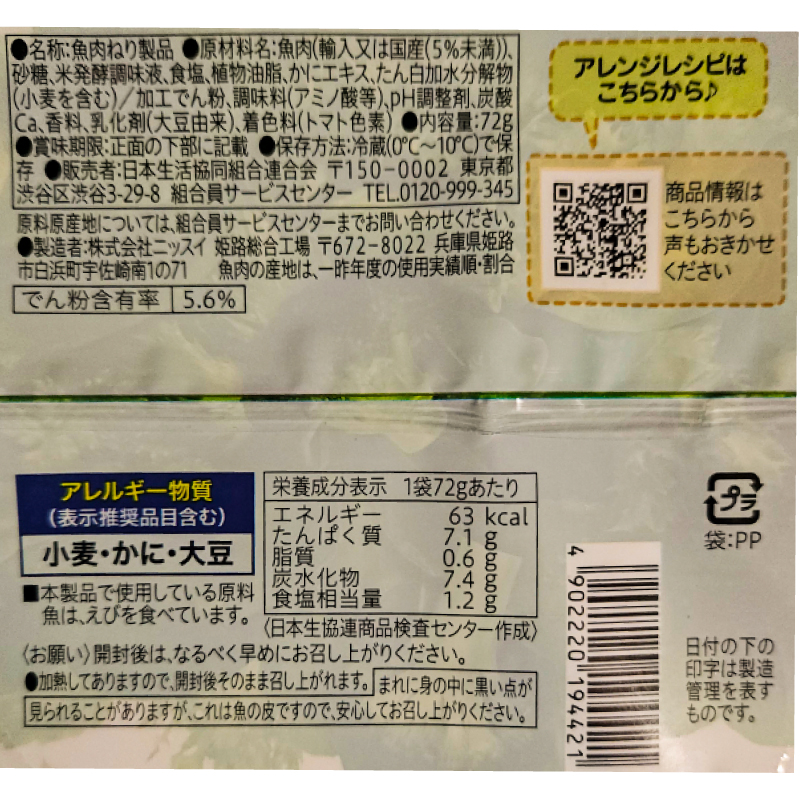 ●名称:魚肉ねり製品 ●原材料名:魚肉(輸入又は国産(5%未満))、
砂糖、米発酵調味液、食塩、植物油脂、かにエキス、たん白加水分解物
(小麦を含む)/加工でん粉、調味料(アミノ酸等)、pH調整剤、炭酸
Ca、香料、乳化剤(大豆由来)、着色料(トマト色素) ●内容量:72g
●賞味期限:正面の下部に記載 ●保存方法:冷蔵(0℃~10℃)で保
存 ●販売者:日本生活協同組合連合会 〒150-0002 東京都
渋谷区渋谷3-29-8 組合員サービスセンター TEL.0120-999-345
原料原産地については、組合員サービスセンターまでお問い合わせください。
●製造者:株式会社ニッスイ 姫路総合工場 〒672-8022 兵庫県姫路
市白浜町宇佐崎南1の71 魚肉の産地は、一昨年度の使用実績順・割合
でん粉含有率 5.6%
アレンジレシピは
こちらから♪
商品情報は
こちらから
声もおきかせ
ください
アレルギー物質
(表示推奨品目含む)
小麦・かに・大豆
■本製品で使用している原料
魚は、えびを食べています。
栄養成分表示 1袋72gあたり
エネルギー 63 kcal
たんぱく質 7.1 g
脂質 0.6 g
炭水化物 7.4 g
食塩相当量 1.2 g
〈日本生協連商品検査センター作成〉
〈お願い〉開封後は、なるべく早めにお召し上がりください。
●加熱してありますので、開封後そのまま召し上がれます。
まれに身の中に黒い点が
見られることがありますが、これは魚の皮ですので、安心してお召し上がりください。
プラ
袋:PP
4 902220 194421
日付の下の
印字は製造
管理を表す
ものです。